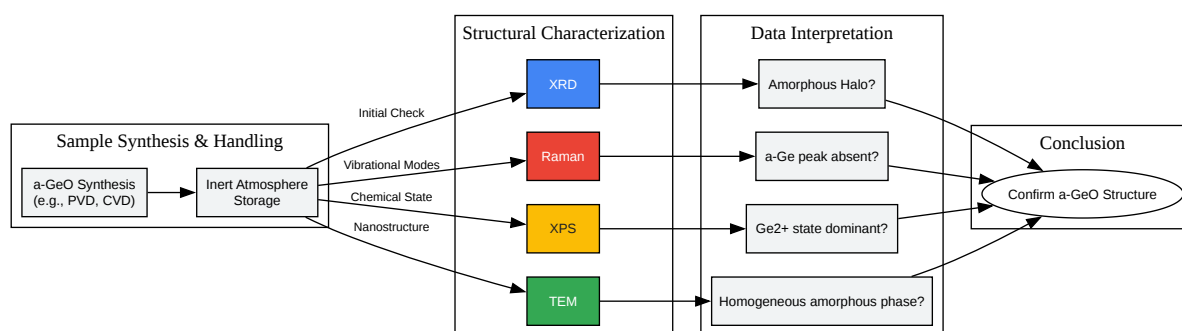 Structural Characterization
Data Interpretation
XRD
Amorphous Halo?
Initial Check
Sample Synthesis & Handling
Conclusion
Raman
a-Ge peak absent?
Vibrational Modes
a-GeO Synthesis
(e.g., PVD, CVD)
Inert Atmosphere
Storage
Chemical State
Confirm a-GeO Structure
Nanostructure
XPS
Ge2+ state dominant?
TEM
Homogeneous amorphous phase?